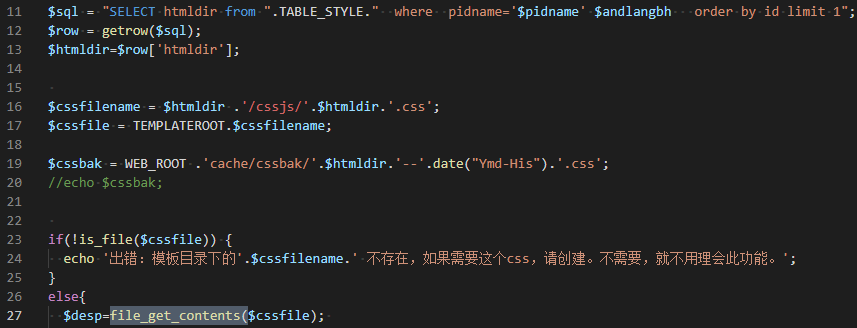 11 $sql = "SELECT htmldir from ".TABLE_STYLE." where pidname='$pidname' $andlangbh order by id limit 1";
12 $row = getrow($sql);
13 $htmldir=$row['htmldir'];
14
15
16 $cssfilename = $htmldir .'/cssjs/'.$htmldir.'.css';
17 $cssfile = TEMPLATEROOT.$cssfilename;
18
19 $cssbak = WEB_ROOT .'cache/cssbak/'.$htmldir.'--'.date("Ymd-His").'.css';
20 //echo $cssbak;
21
22
23 if(!is_file($cssfile)) {
24 echo '出错：模板目录下的'.$cssfilename.' 不存在，如果需要这个css，请创建。不需要，就不用理会此功能。';
25 }
26 else{
27 $desp=file_get_contents($cssfile);